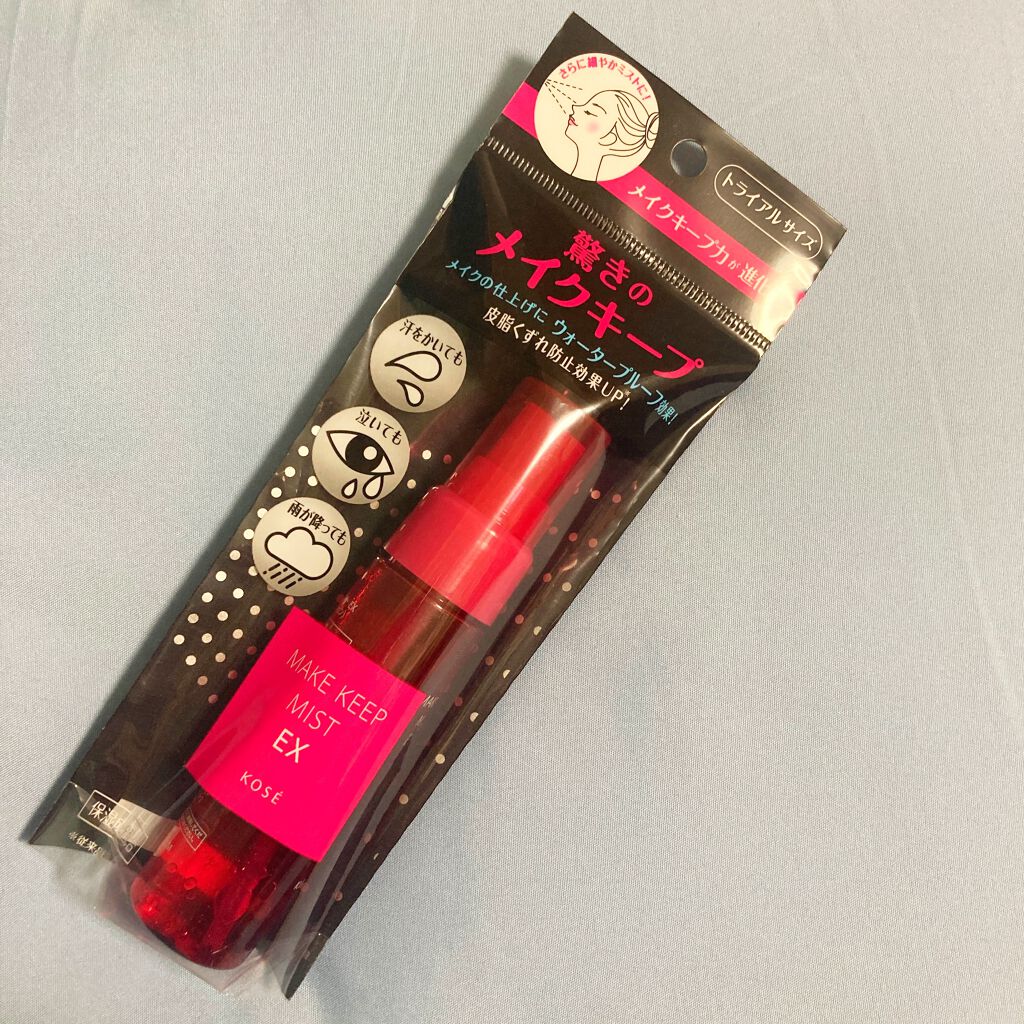 さらに細やかミストに!
トライアルサイズ
メイクキープ力が進化
驚きの
メイクキープ
メイクの仕上げに ウォータープルーフ効果!
皮脂くずれ防止効果UP!
汗をかいても
泣いても
雨が降っても
MAKE KEEP
MIST
EX
KOSÉ